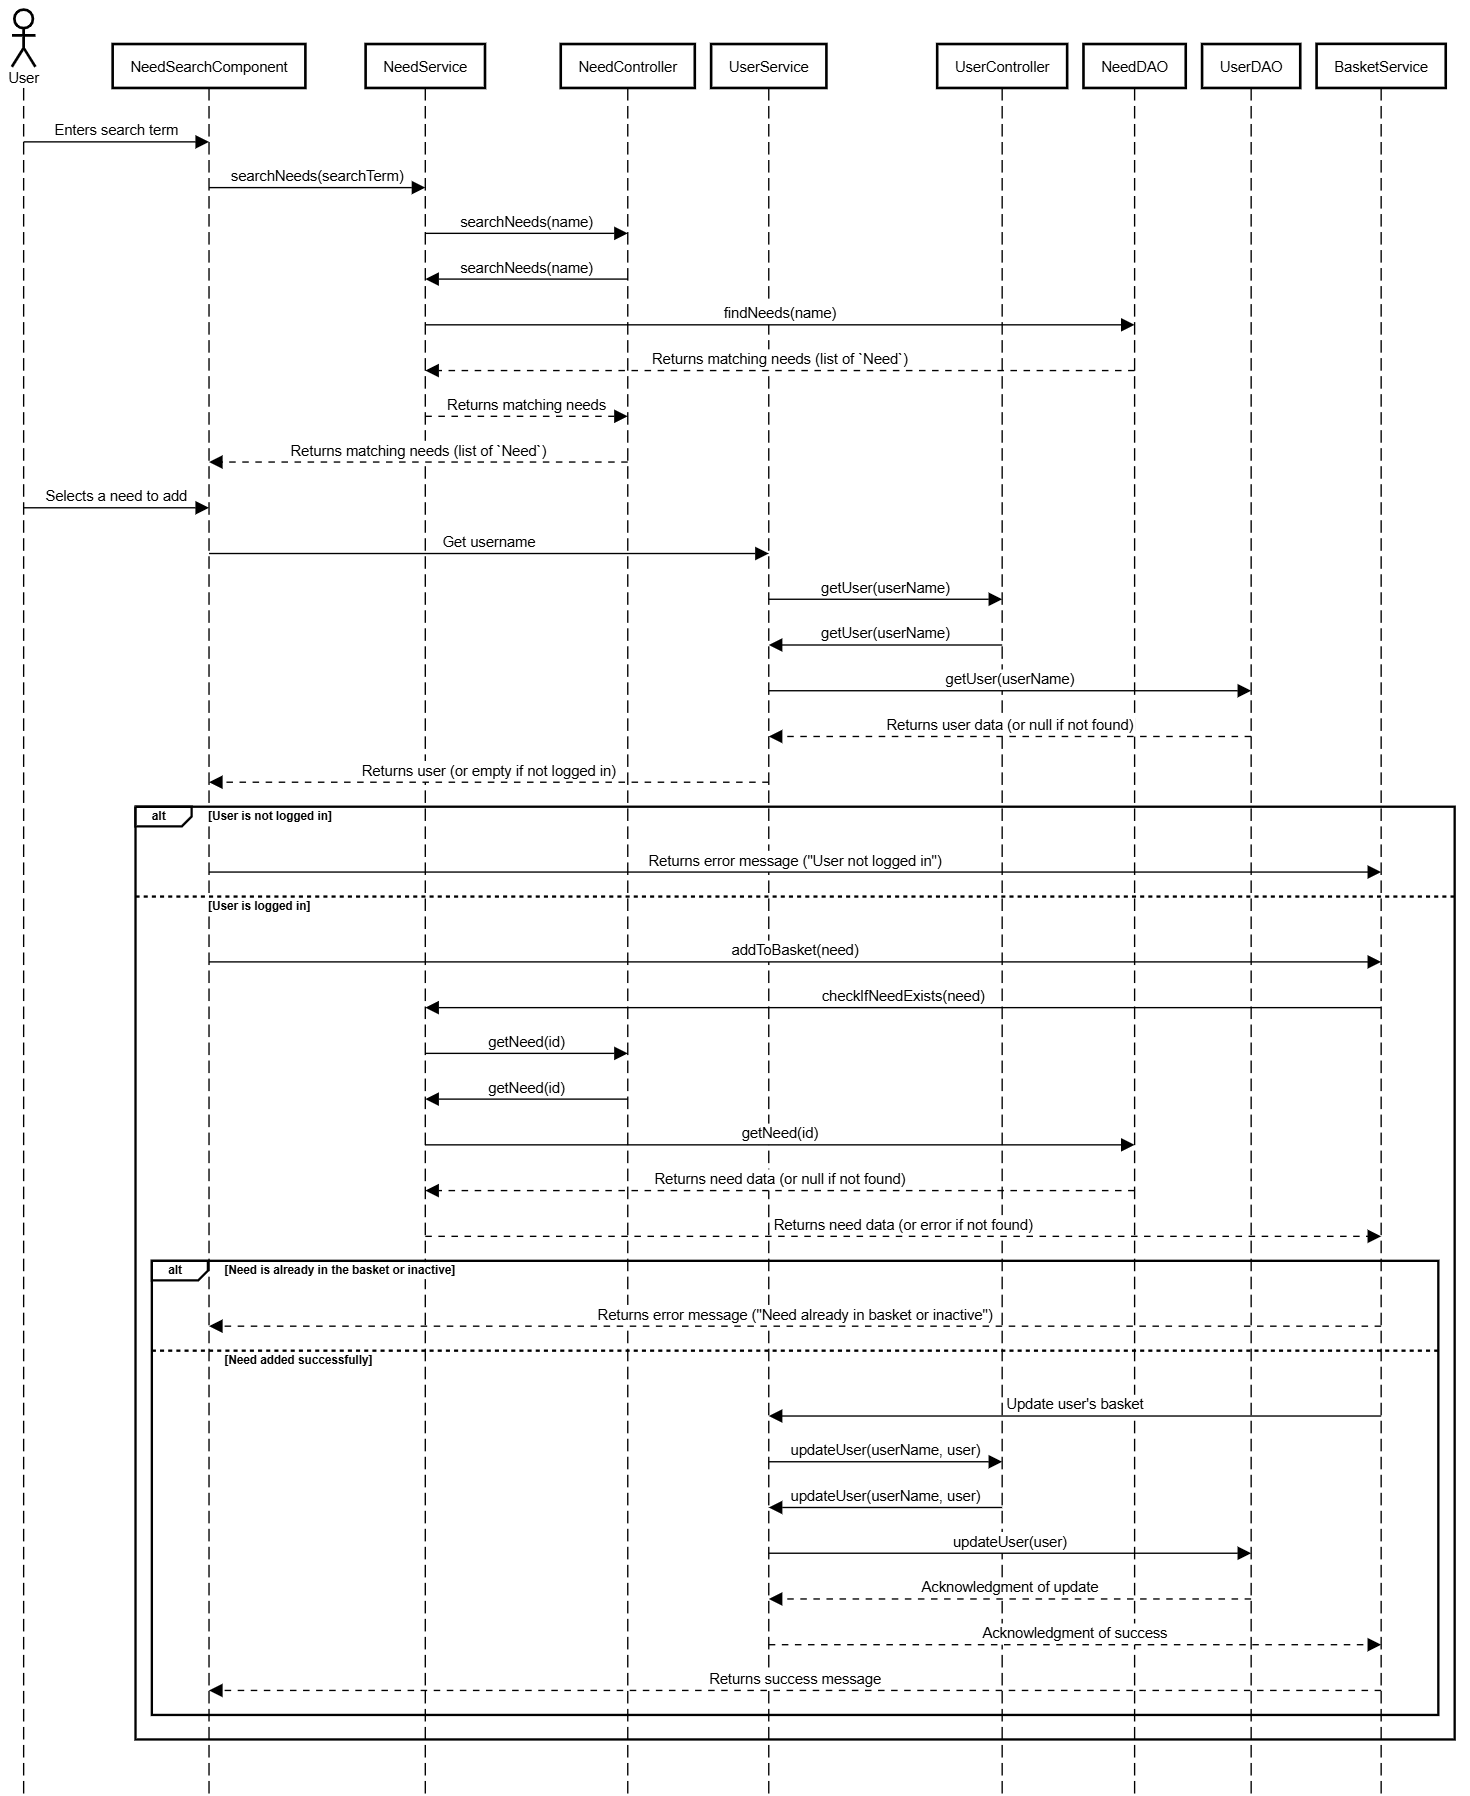 User
NeedSearchComponent
NeedService
NeedController
UserService
UserController
NeedDAO
UserDAO
BasketService
Enters search term
searchNeeds(searchTerm)
searchNeeds(name)
searchNeeds(name)
findNeeds(name)
Returns matching needs (list of `Need`)
Returns matching needs
Returns matching needs (list of `Need`)
Selects a need to add
Get username
getUser(userName)
getUser(userName)
getUser(userName)
Returns user data (or null if not found)
Returns user (or empty if not logged in)
alt
[User is not logged in]
Returns error message ("User not logged in")
[User is logged in]
addToBasket(need)
checkIfNeedExists(need)
getNeed(id)
getNeed(id)
getNeed(id)
Returns need data (or null if not found)
Returns need data (or error if not found)
alt
[Need is already in the basket or inactive]
Returns error message ("Need already in basket or inactive")
[Need added successfully]
Update user's basket
updateUser(userName, user)
updateUser(userName, user)
updateUser(user)
Acknowledgment of update
Acknowledgment of success
Returns success message